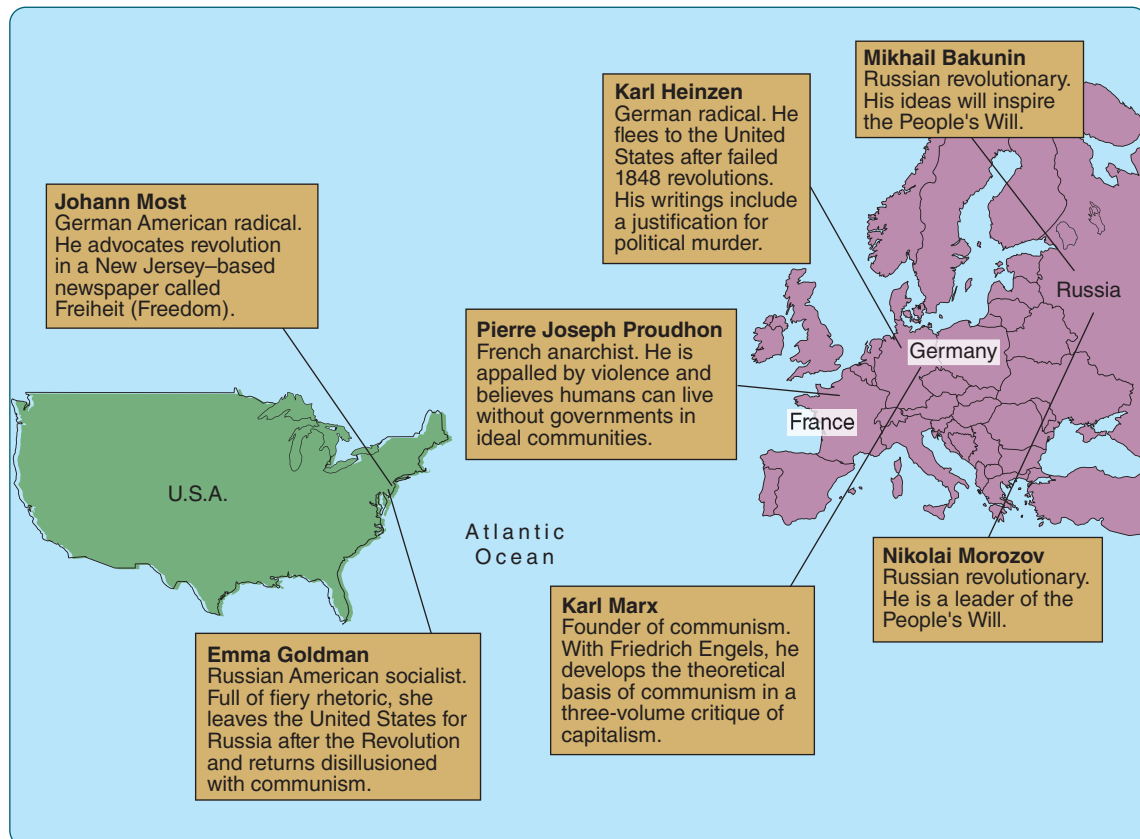 Mikhail Bakunin
Russian revolutionary.
His ideas will inspire
the People's Will.
Karl Heinzen
German radical. He
flees to the United
States after failed
1848 revolutions.
His writings include
a justification for
political murder.
Johann Most
German American radical.
He advocates revolution
in a New Jersey–based
newspaper called
Freiheit (Freedom).
Russia
Pierre Joseph Proudhon
French anarchist. He is
appalled by violence and
believes humans can live
without governments in
ideal communities.
Germany
France
U.S.A.
Atlantic
Ocean
Nikolai Morozov
Russian revolutionary.
He is a leader of the
People's Will.
Karl Marx
Founder of communism.
With Friedrich Engels, he
develops the theoretical
basis of communism in a
three-volume critique of
capitalism.
Emma Goldman
Russian American socialist.
Full of fiery rhetoric, she
leaves the United States for
Russia after the Revolution
and returns disillusioned
with communism.